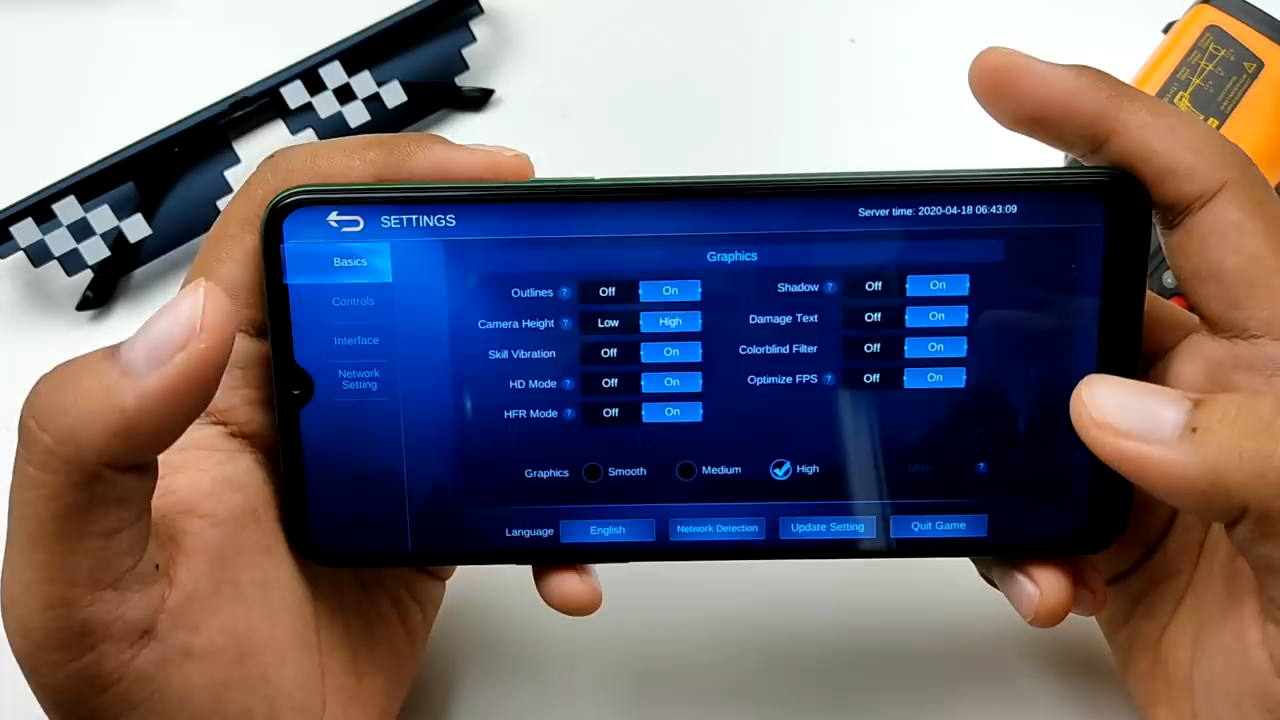 SETTINGS
Server time: 2020-04-18 06:43:09
Basics
Controls
Interface
Network
Setting
Graphics
Outlines ? Off On
Shadow ? Off On
Camera Height ? Low High
Damage Text Off On
Skill Vibration Off On
Colorblind Filter Off On
HD Mode ? Off On
Optimize FPS ? Off On
HFR Mode ? Off On
Graphics Smooth Medium High Ultra ?
Language English Network Detection Update Setting Quit Game